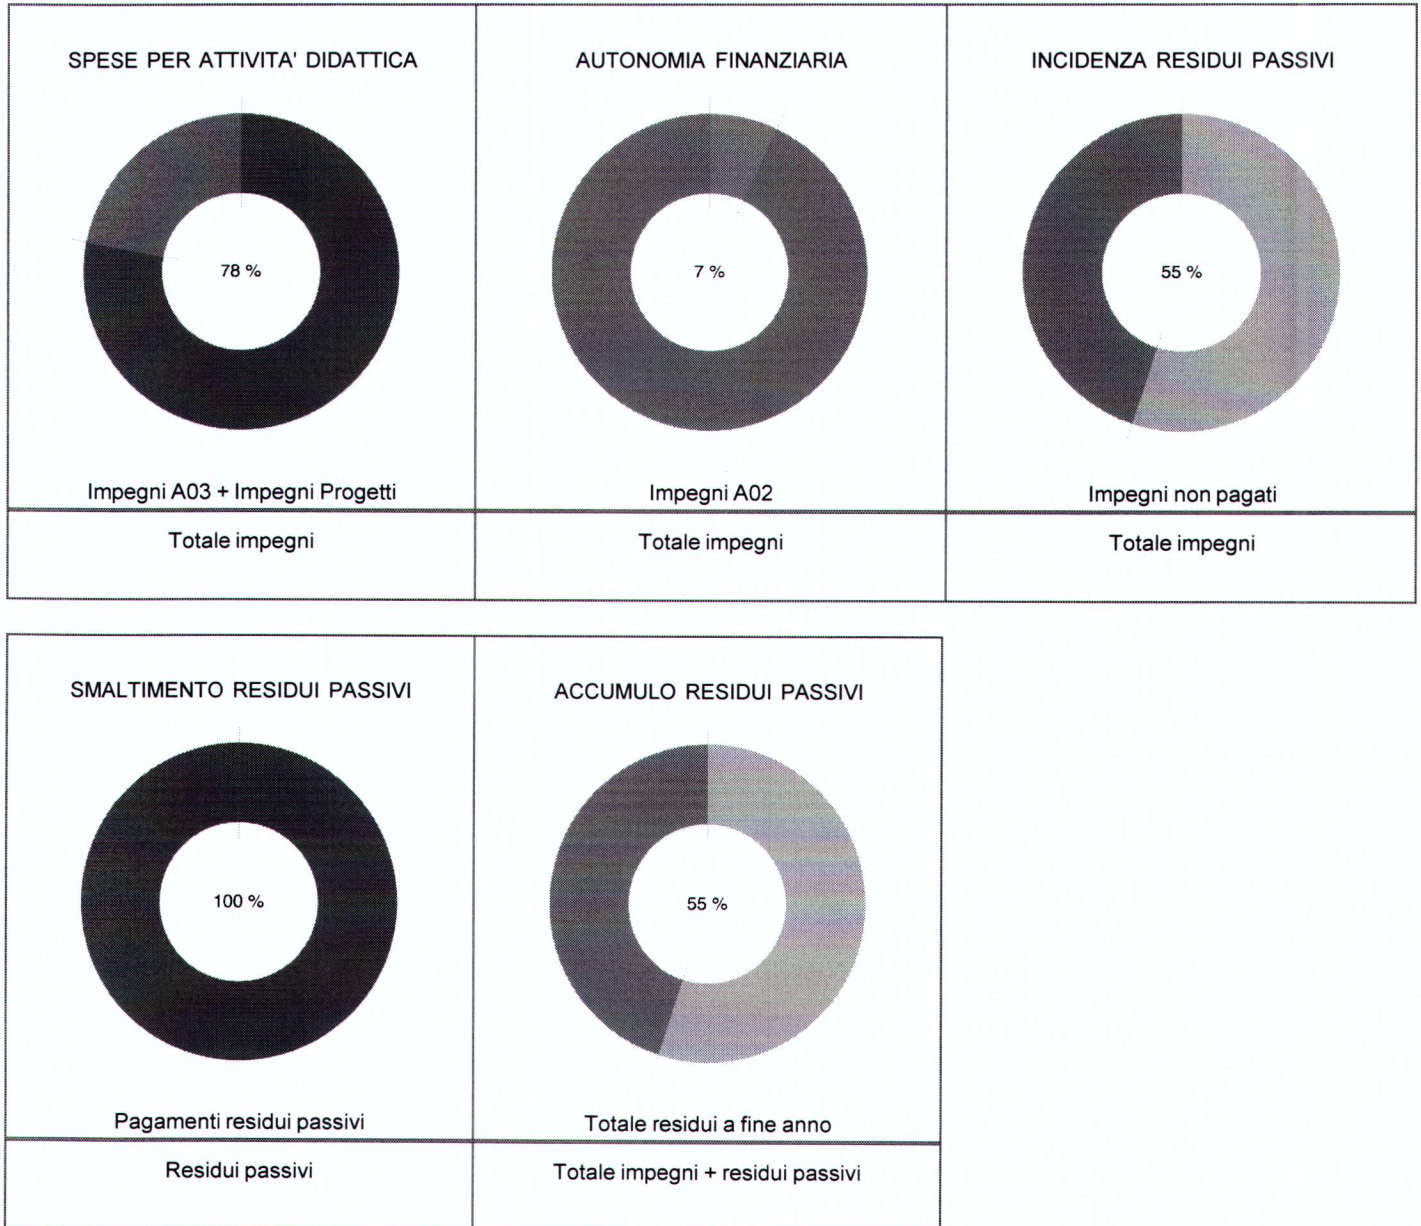 SPESE PER ATTIVITA' DIDATTICA
78 %
Impegni A03 + Impegni Progetti
Totale impegni
AUTONOMIA FINANZIARIA
7 %
Impegni A02
Totale impegni
INCIDENZA RESIDUI PASSIVI
55 %
Impegni non pagati
Totale impegni
SMALTIMENTO RESIDUI PASSIVI
100 %
Pagamenti residui passivi
Residui passivi
ACCUMULO RESIDUI PASSIVI
55 %
Totale residui a fine anno
Totale impegni + residui passivi